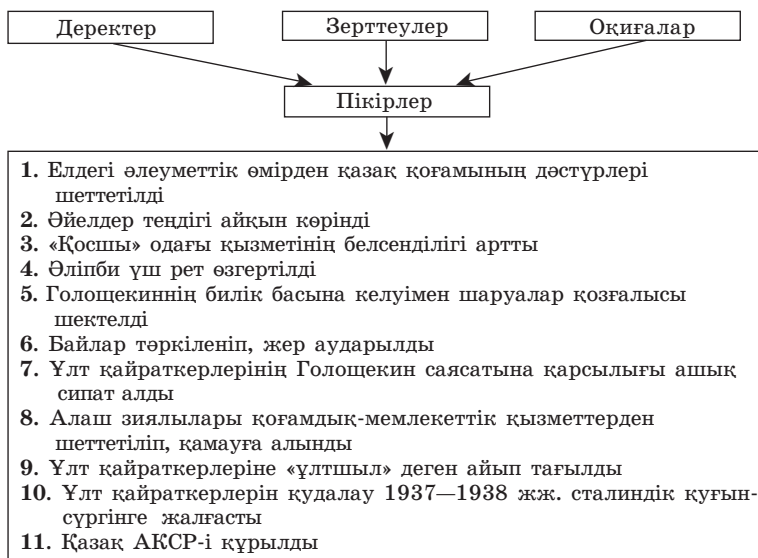 Деректер
Зерттеулер
Оқиғалар
Пікірлер
1. Елдегі әлеуметтік өмірден қазақ қоғамының дәстүрлері
шеттетілді
2. Әйелдер теңдігі айқын көрінді
3. «Қосшы» одағы қызметінің белсенділігі артты
4. Әліпби үш рет өзгертілді
5. Голощекиннің билік басына келуімен шаруалар қозғалысы
шектелді
6. Байлар тәркіленіп, жер аударылды
7. Ұлт қайраткерлерінің Голощекин саясатына қарсылығы ашық
сипат алды
8. Алаш зиялылары қоғамдық-мемлекеттік қызметтерден
шеттетіліп, қамауға алынды
9. Ұлт қайраткерлеріне «ұлтшыл» деген айып тағылды
10. Ұлт қайраткерлерін қудалау 1937—1938 жж. сталиндік қуғын-
сүргінге жалғасты
11. Қазақ АКСР-і құрылды